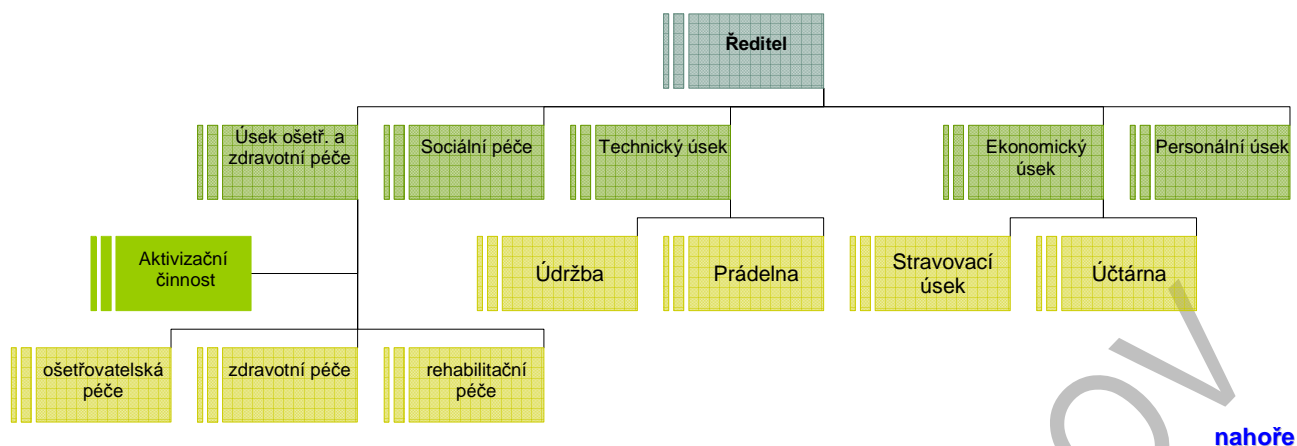 Ředitel
Úsek ošetř. a
zdravotní péče
Sociální péče
Technický úsek
Ekonomický
úsek
Personální úsek
Aktivizační
činnost
Údržba
Prádelna
Stravovací
úsek
Účtárna
ošetřovatelská
péče
zdravotní péče
rehabilitační
péče
OV
nahoře